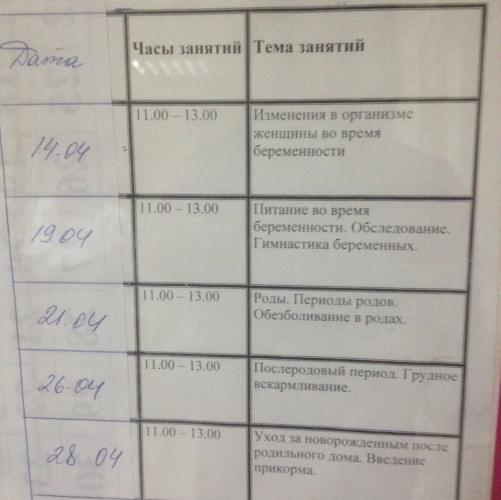 Дата
Часы занятий
Тема занятий
14.04
11.00 – 13.00
Изменения в организме
женщины во время
беременности
19.04
11.00 – 13.00
Питание во время
беременности. Обследование.
Гимнастика беременных.
21.04
11.00 – 13.00
Роды. Периоды родов.
Обезболивание в родах.
26.04
11.00 – 13.00
Послеродовый период. Грудное
вскармливание.
28.04
11.00 – 13.00
Уход за новорожденным после
родильного дома. Введение
прикорма.